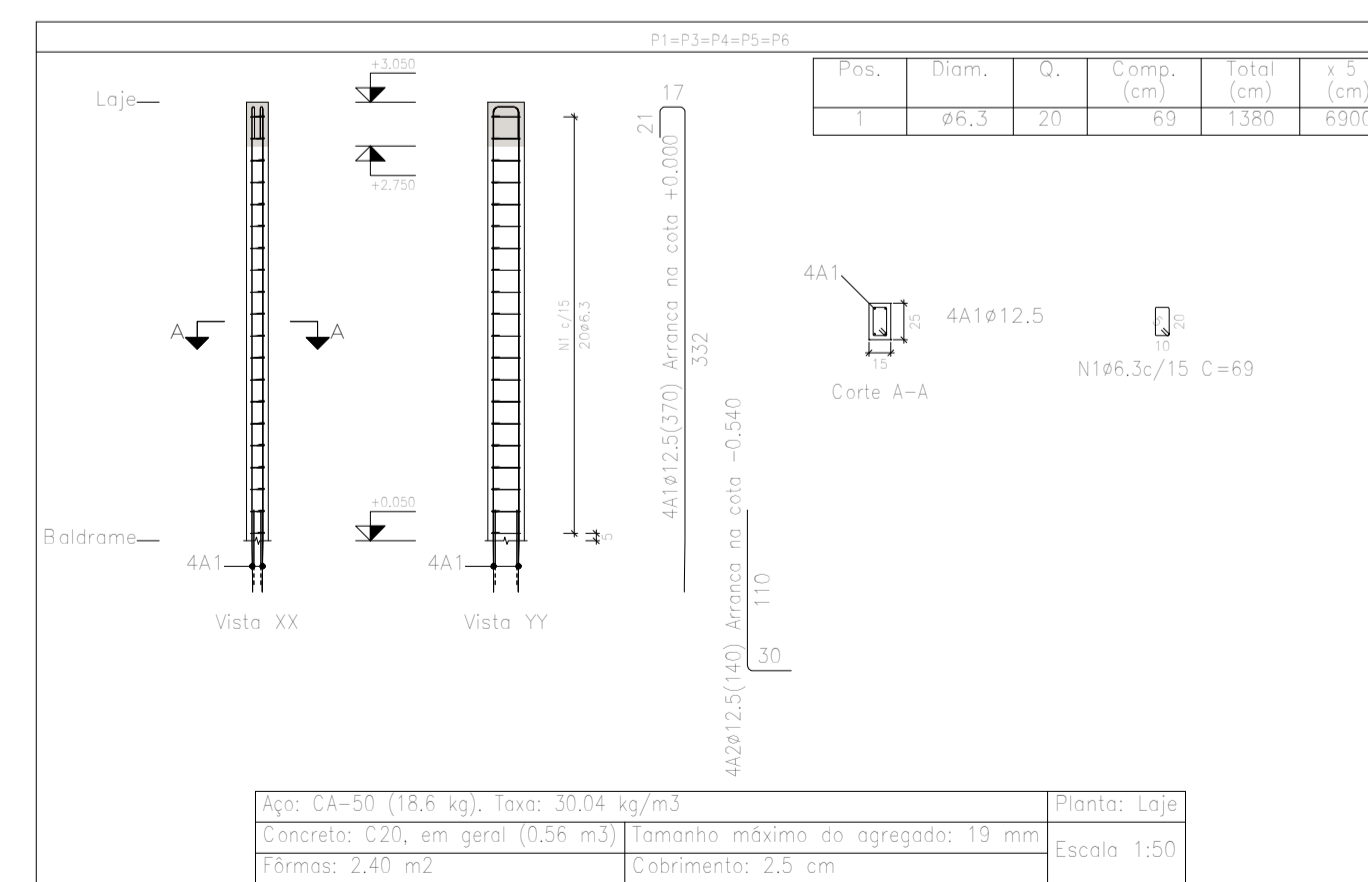 P1=P3=P4=P5=P6
Pos. Diam. Q. Comp. (cm) Total (cm) x 5 (cm)
1 ø6.3 20 69 1380 6900
Laje
+3.050
+2.750
17
21
4A1ø12.5(370) Arranca na cota +0.000
332
N1 c/15
20ø6.3
A
A
4A1
4A1ø12.5
25
15
Corte A-A
20
10
N1ø6.3c/15 C=69
Baldrame
+0.050
5
4A1
4A1
Vista XX
Vista YY
4A2ø12.5(140) Arranca na cota -0.540
110
30
Aço: CA-50 (18.6 kg). Taxa: 30.04 kg/m3
Planta: Laje
Concreto: C20, em geral (0.56 m3)
Tamanho máximo do agregado: 19 mm
Escala 1:50
Fôrmas: 2.40 m2
Cobrimento: 2.5 cm